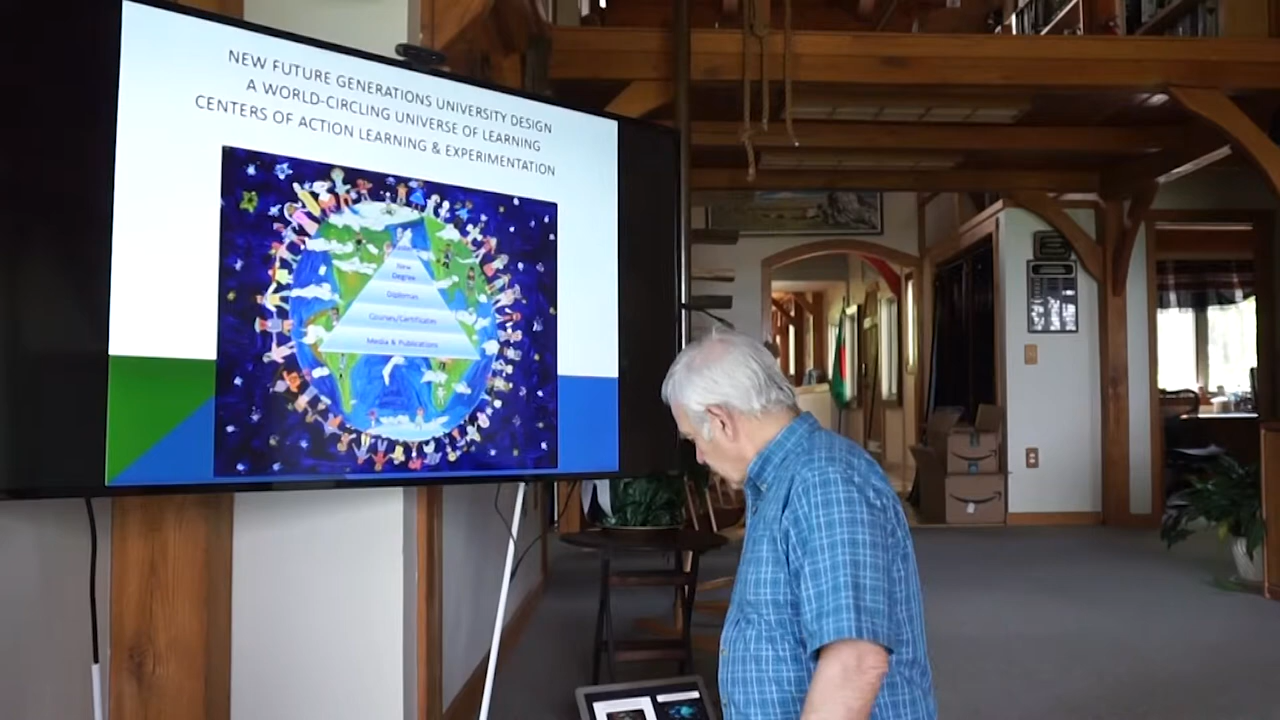 NEW FUTURE GENERATIONS UNIVERSITY DESIGN
A WORLD-CIRCLING UNIVERSE OF LEARNING
CENTERS OF ACTION LEARNING & EXPERIMENTATION
New
Degree
Diplomas
Courses/Certificates
Media & Publications